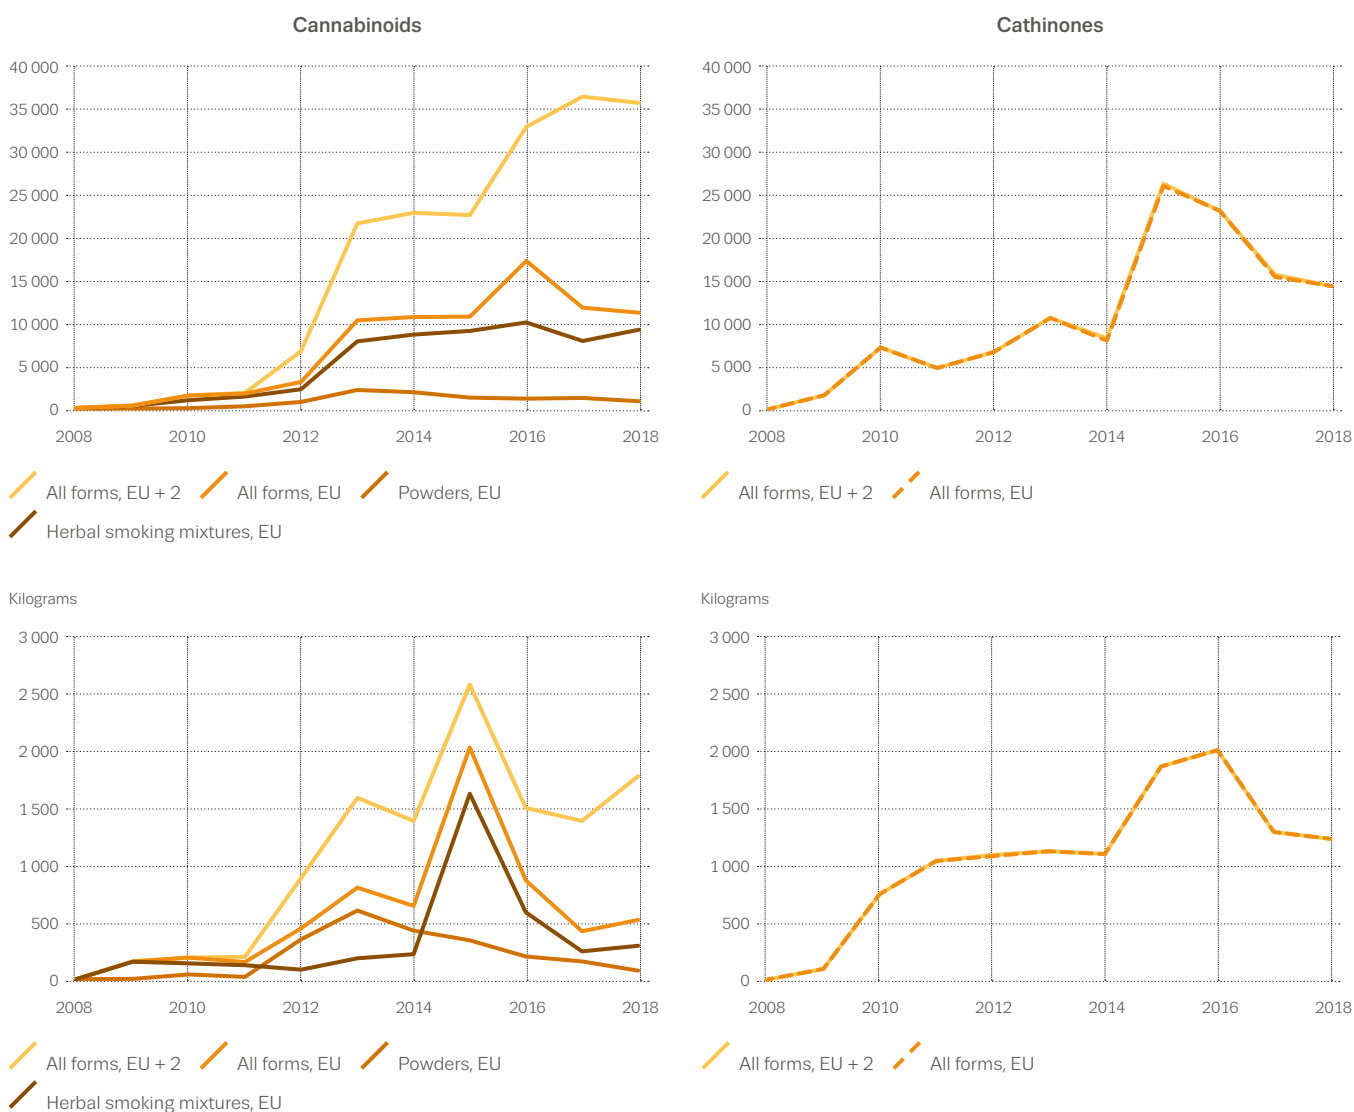 Cannabinoids
40 000
35 000
30 000
25 000
20 000
15 000
10 000
5 000
0
2008 2010 2012 2014 2016 2018
All forms, EU + 2 All forms, EU Powders, EU
Herbal smoking mixtures, EU
Cathinones
40 000
35 000
30 000
25 000
20 000
15 000
10 000
5 000
0
2008 2010 2012 2014 2016 2018
All forms, EU + 2 All forms, EU
Kilograms
3 000
2 500
2 000
1 500
1 000
500
0
2008 2010 2012 2014 2016 2018
All forms, EU + 2 All forms, EU Powders, EU
Herbal smoking mixtures, EU
Kilograms
3 000
2 500
2 000
1 500
1 000
500
0
2008 2010 2012 2014 2016 2018
All forms, EU + 2 All forms, EU